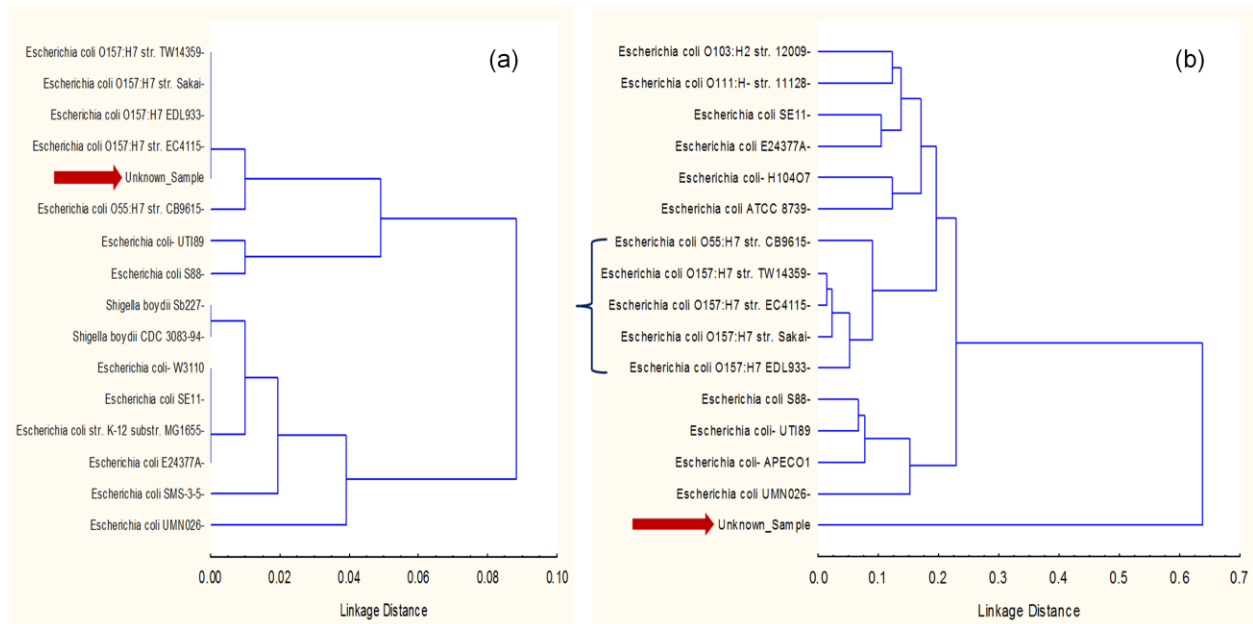 (a)
Escherichia coli O157:H7 str. TW14359-
Escherichia coli O157:H7 str. Sakai-
Escherichia coli O157:H7 EDL933-
Escherichia coli O157:H7 str. EC4115-
Unknown_Sample
Escherichia coli O55:H7 str. CB9615-
Escherichia coli- UTI89
Escherichia coli S88-
Shigella boydii Sb227-
Shigella boydii CDC 3083-94-
Escherichia coli- W3110
Escherichia coli SE11-
Escherichia coli str. K-12 substr. MG1655-
Escherichia coli E24377A-
Escherichia coli SMS-3-5-
Escherichia coli UMN026-
0.00 0.02 0.04 0.06 0.08 0.10
Linkage Distance
(b)
Escherichia coli O103:H2 str. 12009-
Escherichia coli O111:H- str. 11128-
Escherichia coli SE11-
Escherichia coli E24377A-
Escherichia coli- H104O7
Escherichia coli ATCC 8739-
Escherichia coli O55:H7 str. CB9615-
Escherichia coli O157:H7 str. TW14359-
Escherichia coli O157:H7 str. EC4115-
Escherichia coli O157:H7 str. Sakai-
Escherichia coli O157:H7 EDL933-
Escherichia coli S88-
Escherichia coli- UTI89
Escherichia coli- APECO1
Escherichia coli UMN026-
Unknown_Sample
0.0 0.1 0.2 0.3 0.4 0.5 0.6 0.7
Linkage Distance